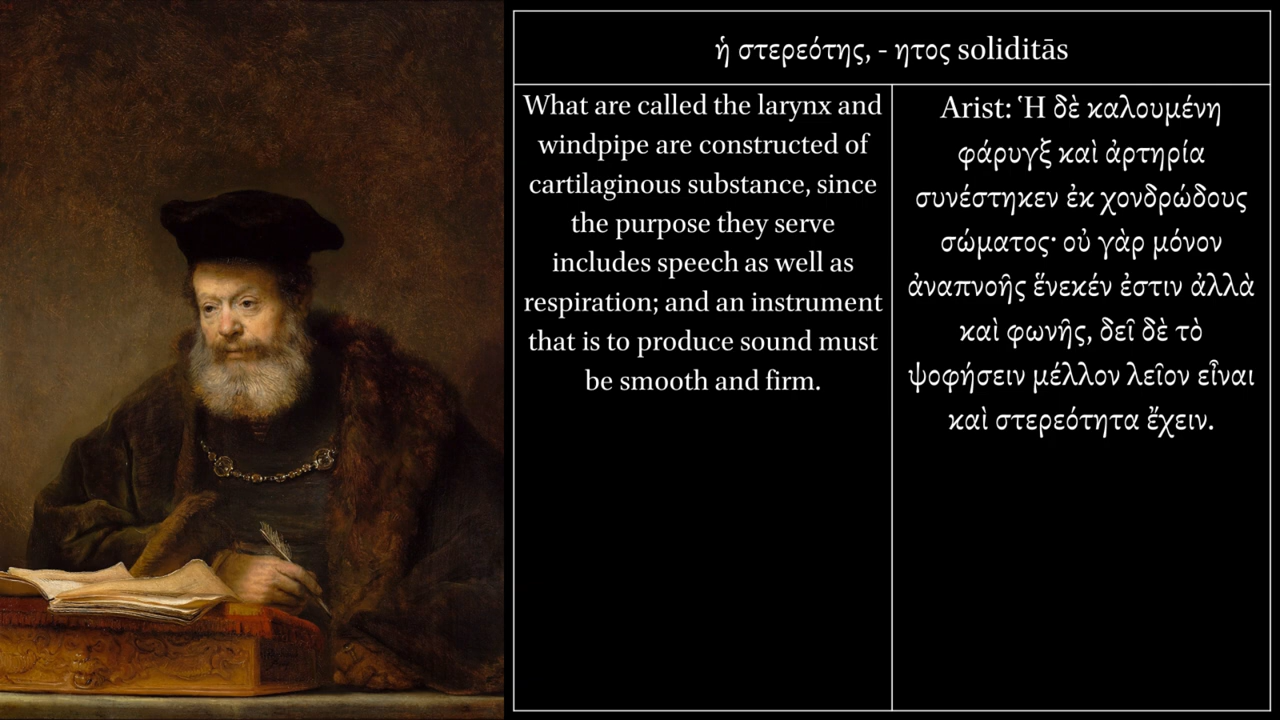 ἡ στερεότης, - ητος soliditās
What are called the larynx and
windpipe are constructed of
cartilaginous substance, since
the purpose they serve
includes speech as well as
respiration; and an instrument
that is to produce sound must
be smooth and firm.
Arist: Ἡ δὲ καλουμένη
φάρυγξ καὶ ἀρτηρία
συνέστηκεν ἐκ χονδρώδους
σώματος· οὐ γὰρ μόνον
ἀναπνοῆς ἕνεκέν ἐστιν ἀλλὰ
καὶ φωνῆς, δεῖ δὲ τὸ
ψοφήσειν μέλλον λεῖον εἶναι
καὶ στερεότητα ἔχειν.